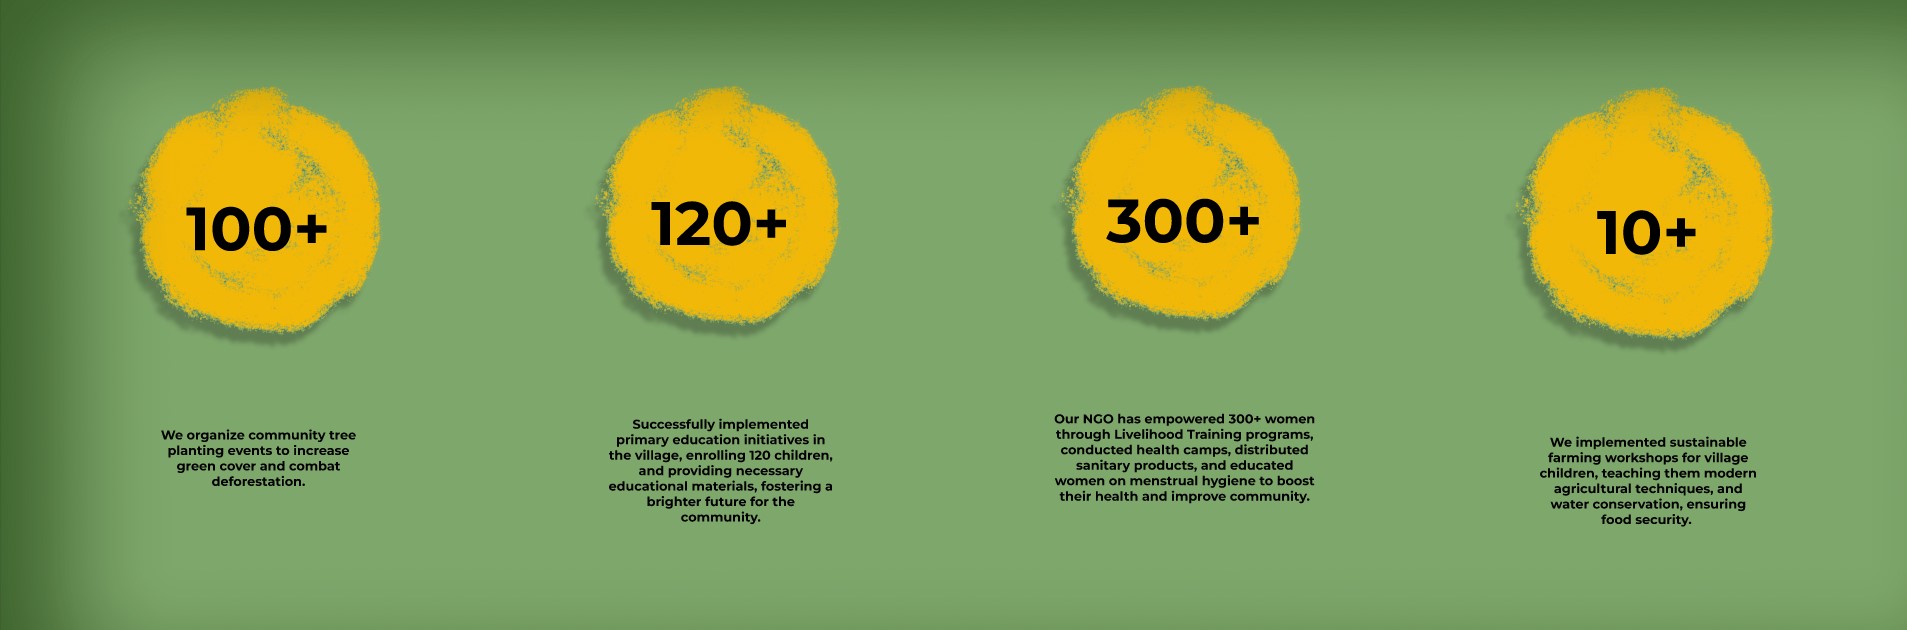 100+
We organize community tree
planting events to increase
green cover and combat
deforestation.
120+
Successfully implemented
primary education initiatives in
the village, enrolling 120 children,
and providing necessary
educational materials, fostering a
brighter future for the
community.
300+
Our NGO has empowered 300+ women
through Livelihood Training programs,
conducted health camps, distributed
sanitary products, and educated
women on menstrual hygiene to boost
their health and improve community.
10+
We implemented sustainable
farming workshops for village
children, teaching them modern
agricultural techniques, and
water conservation, ensuring
food security.